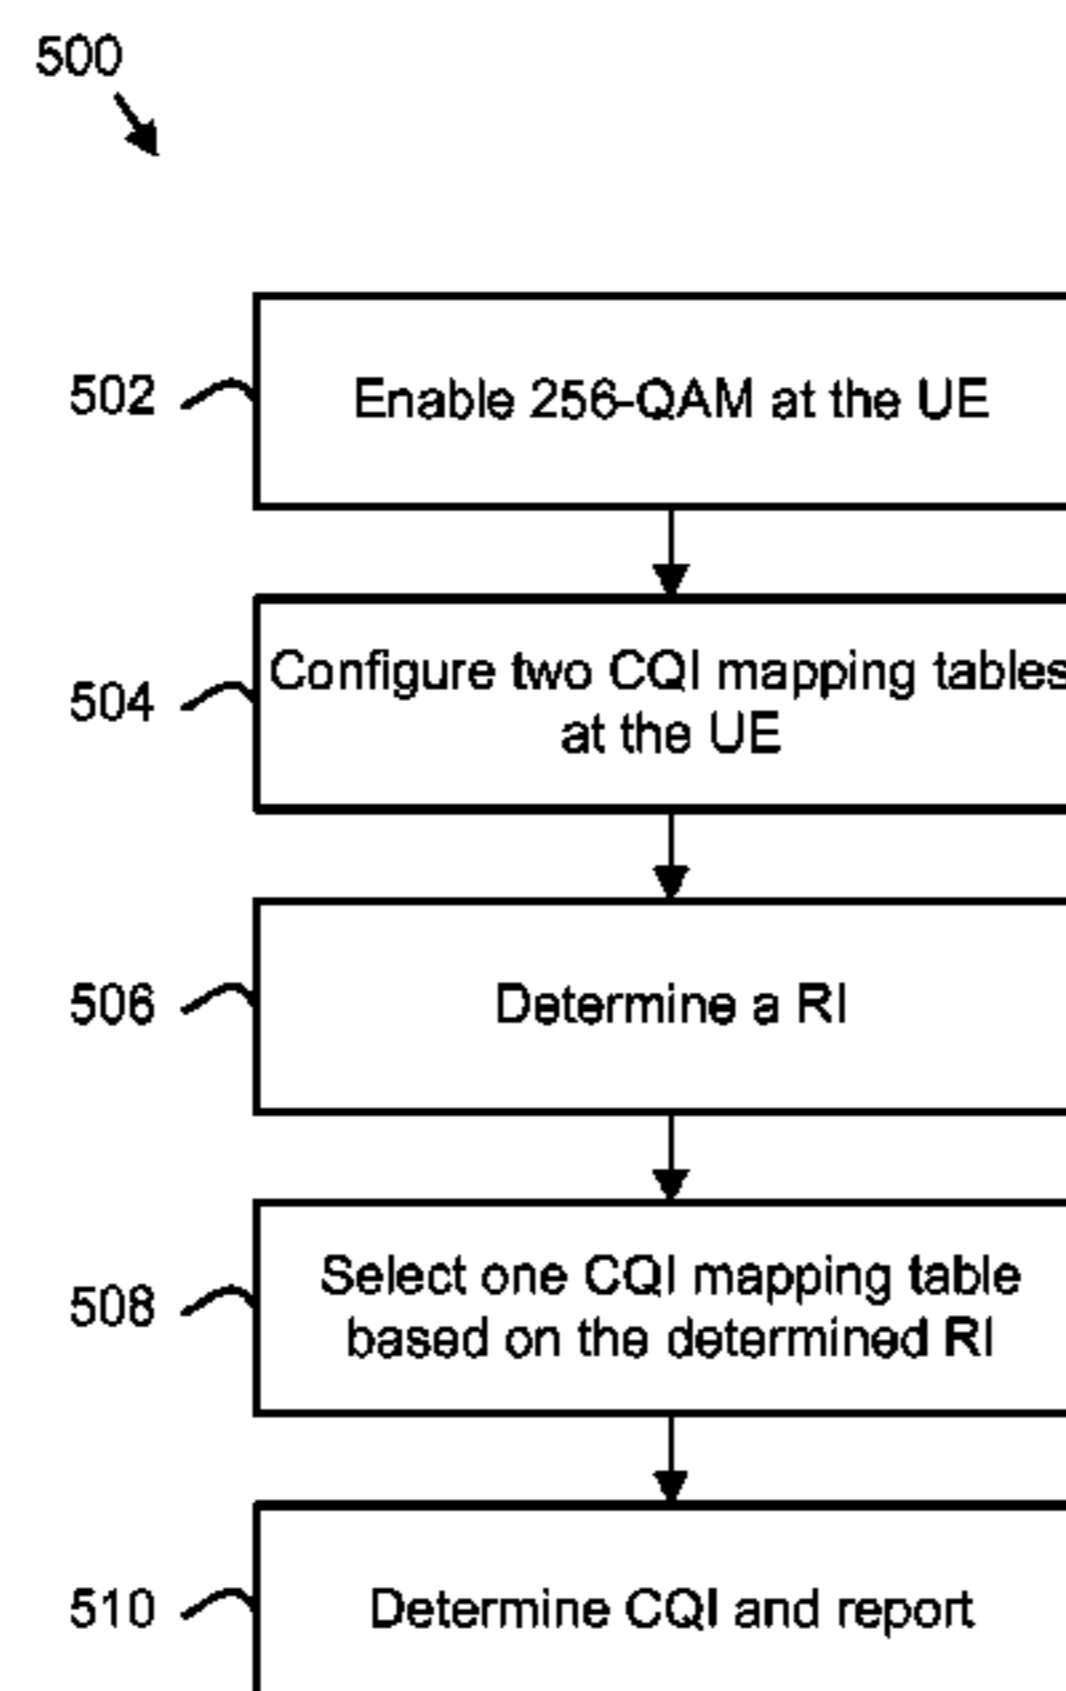 500
502
Enable 256-QAM at the UE
504
Configure two CQI mapping tables
at the UE
506
Determine a RI
508
Select one CQI mapping table
based on the determined RI
510
Determine CQI and report